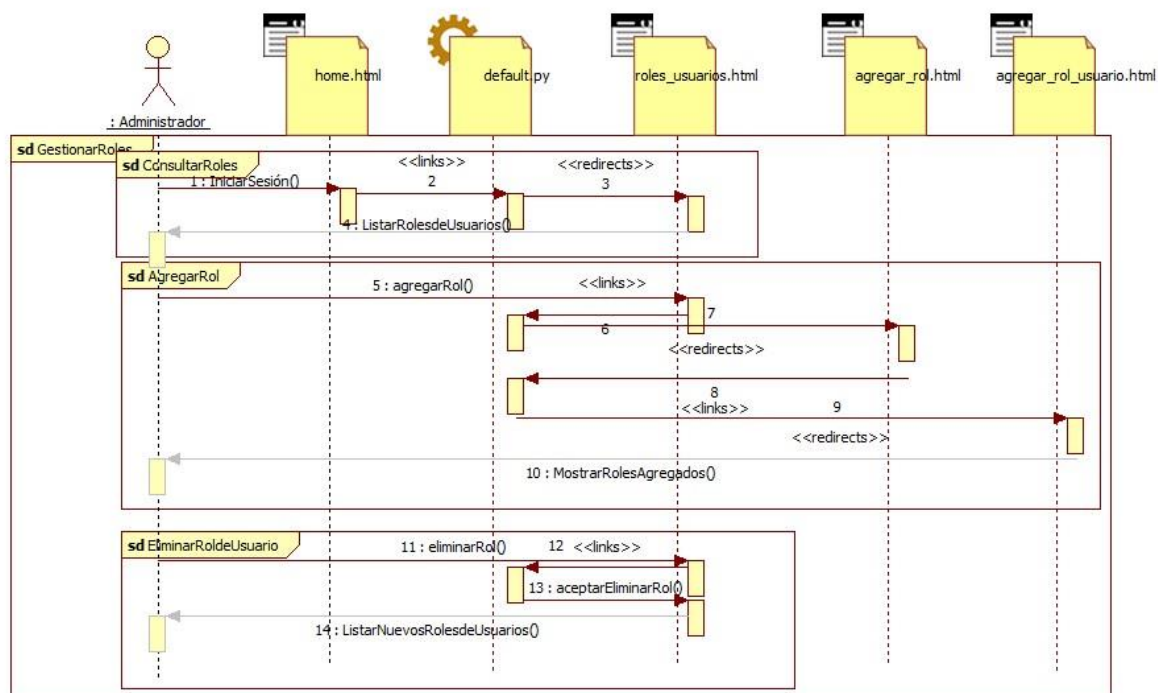 home.html
default.py
roles_usuarios.html
agregar_rol.html
agregar_rol_usuario.html
: Administrador
sd GestionarRoles
sd ConsultarRoles
<<links>>
<<redirects>>
1 : IniciarSesión()
2
3
4 : ListarRolesdeUsuarios()
sd AgregarRol
5 : agregarRol()
<<links>>
7
6
<<redirects>>
8
<<links>>
9
<<redirects>>
10 : MostrarRolesAgregados()
sd EliminarRoldeUsuario
11 : eliminarRol()
12 <<links>>
13 : aceptarEliminarRol()
14 : ListarNuevosRolesdeUsuarios()